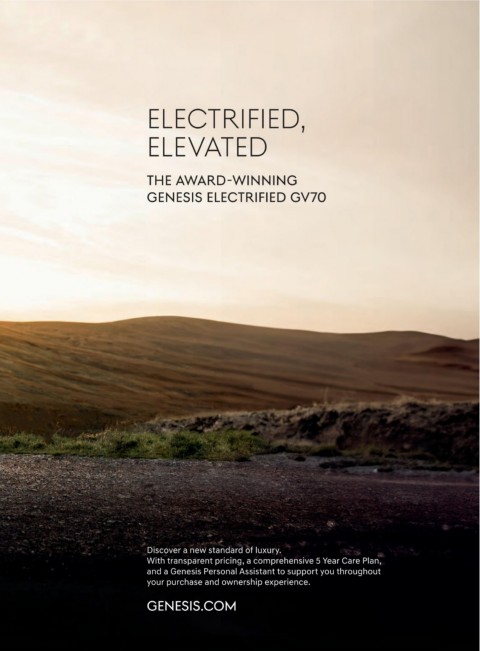 ELECTRIFIED,
ELEVATED
THE AWARD-WINNING
GENESIS ELECTRIFIED GV70
Discover a new standard of luxury.
With transparent pricing, a comprehensive 5 Year Care Plan,
and a Genesis Personal Assistant to support you throughout
your purchase and ownership experience.
GENESIS.COM